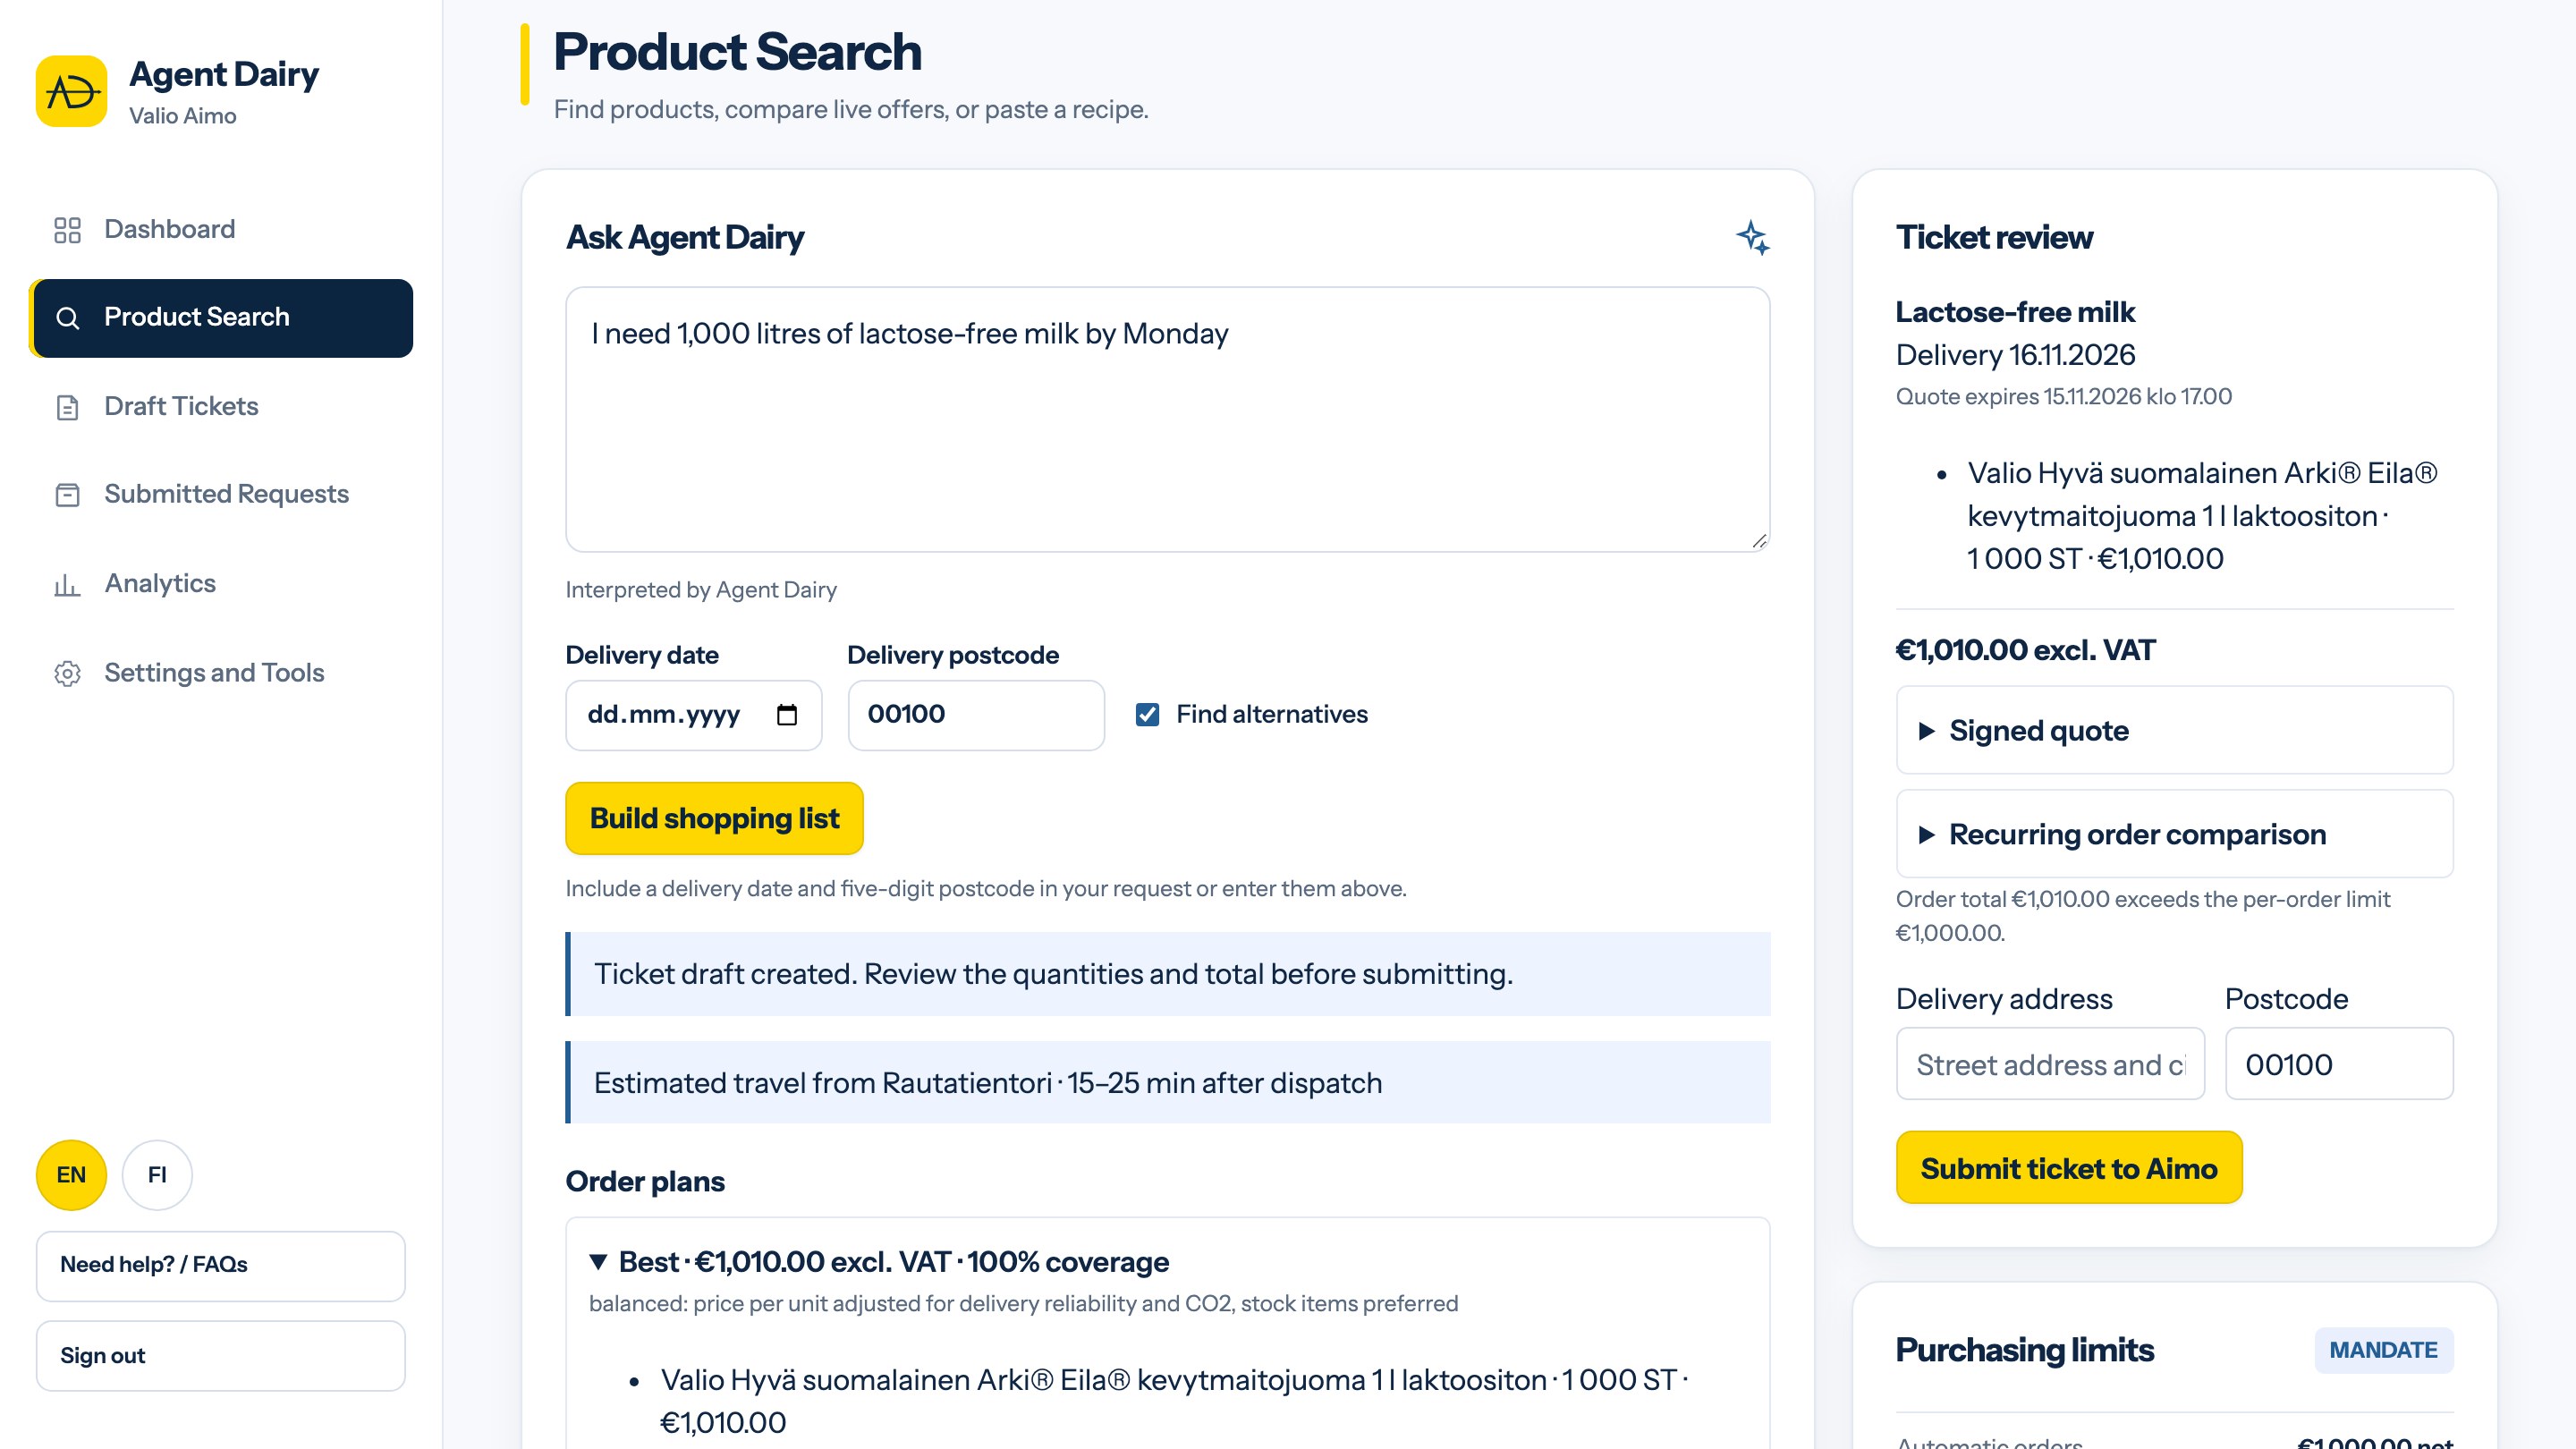 Agent Dairy
Valio Aimo
Dashboard
Product Search
Draft Tickets
Submitted Requests
Analytics
Settings and Tools
EN
FI
Need help? / FAQs
Sign out
Product Search
Find products, compare live offers, or paste a recipe.
Ask Agent Dairy
I need 1,000 litres of lactose-free milk by Monday
Interpreted by Agent Dairy
Delivery date
Delivery postcode
dd.mm.yyyy
00100
Find alternatives
Build shopping list
Include a delivery date and five-digit postcode in your request or enter them above.
Ticket draft created. Review the quantities and total before submitting.
Estimated travel from Rautatientori · 15–25 min after dispatch
Order plans
Best · €1,010.00 excl. VAT · 100% coverage
balanced: price per unit adjusted for delivery reliability and CO2, stock items preferred
• Valio Hyvä suomalainen Arki® Eila® kevytmaitojuoma 1 l laktoositon · 1 000 ST ·
€1,010.00
Ticket review
Lactose-free milk
Delivery 16.11.2026
Quote expires 15.11.2026 klo 17.00
• Valio Hyvä suomalainen Arki® Eila®
kevytmaitojuoma 1 l laktoositon ·
1 000 ST · €1,010.00
€1,010.00 excl. VAT
Signed quote
Recurring order comparison
Order total €1,010.00 exceeds the per-order limit
€1,000.00.
Delivery address
Postcode
Street address and ci
00100
Submit ticket to Aimo
Purchasing limits
MANDATE
Automatic orders
€1,000.00 net